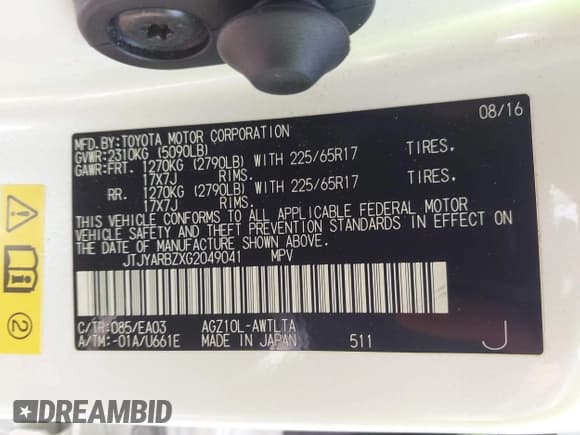 08/16
MFD.BY:TOYOTA MOTOR CORPORATION
GVWR:2310KG (5090LB)
GAWR:FRT. 1270KG (2790LB) WITH 225/65R17 TIRES.
17X7J RIMS.
RR. 1270KG (2790LB) WITH 225/65R17 TIRES.
17X7J RIMS.
THIS VEHICLE CONFORMS TO ALL APPLICABLE FEDERAL MOTOR
VEHICLE SAFETY AND THEFT PREVENTION STANDARDS IN EFFECT ON
THE DATE OF MANUFACTURE SHOWN ABOVE.
JTJYARBZXG2049041 MPV
C/TR:085/EA03 AGZ10L-AWTLTA
A/TM:-01A/U661E MADE IN JAPAN 511 J
2
DREAMBID